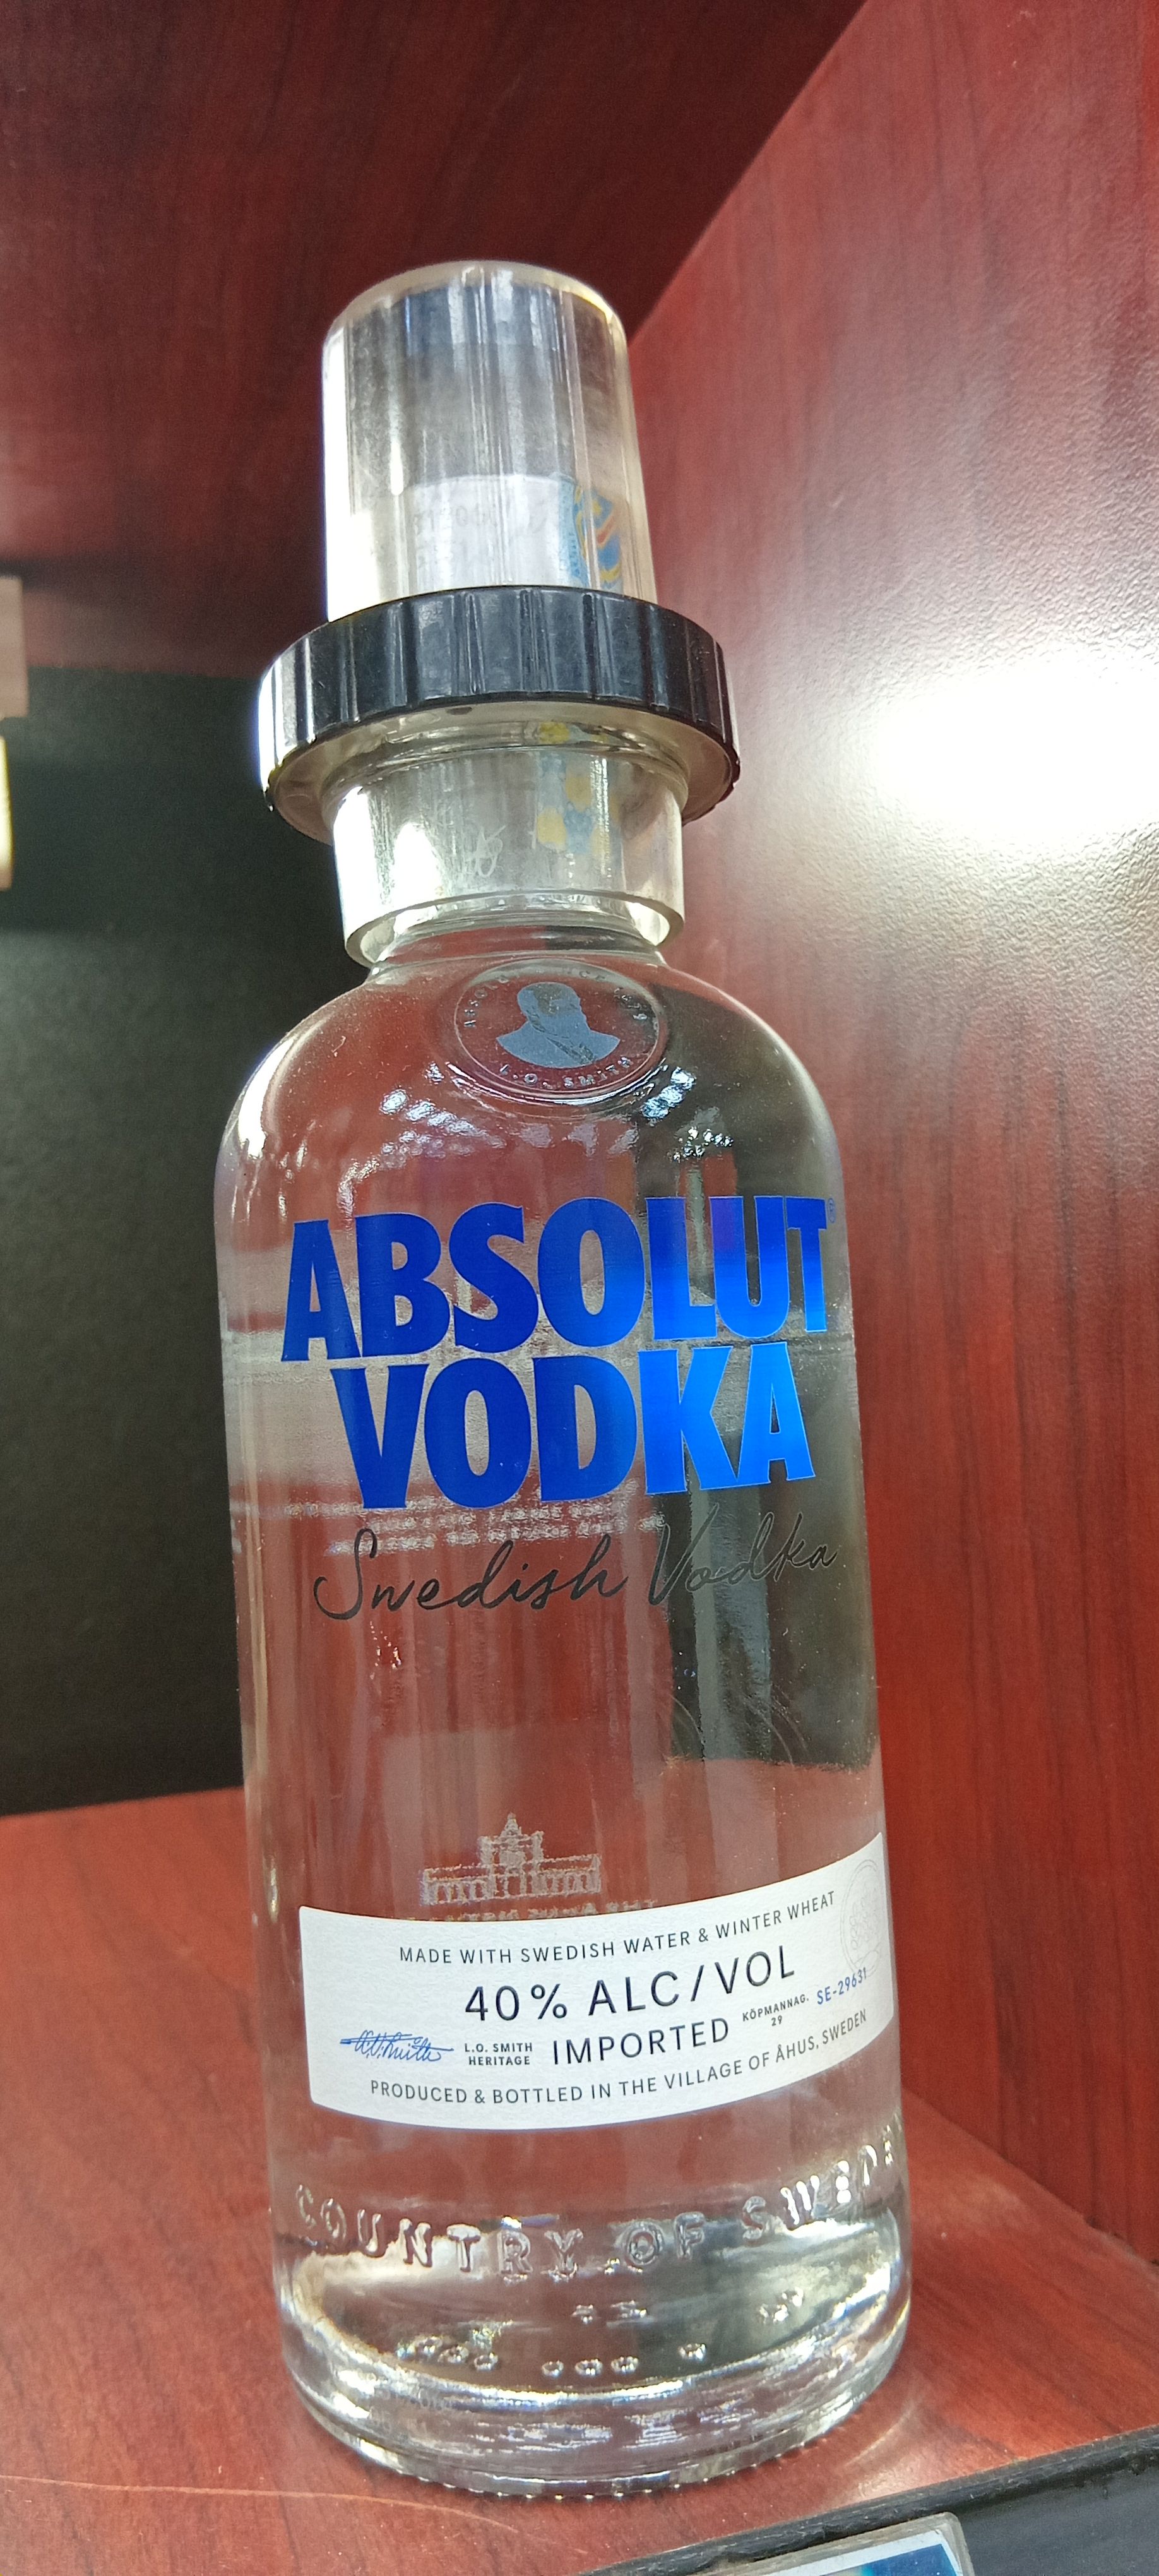 L.O. SMITH
ABSOLUT®
VODKA
Swedish Vodka
MADE WITH SWEDISH WATER & WINTER WHEAT
40% ALC/VOL
L.O. SMITH
HERITAGE
IMPORTED
KÖPMANNAG.
29
SE-29631
PRODUCED & BOTTLED IN THE VILLAGE OF ÅHUS, SWEDEN
COUNTRY OF SWEDEN